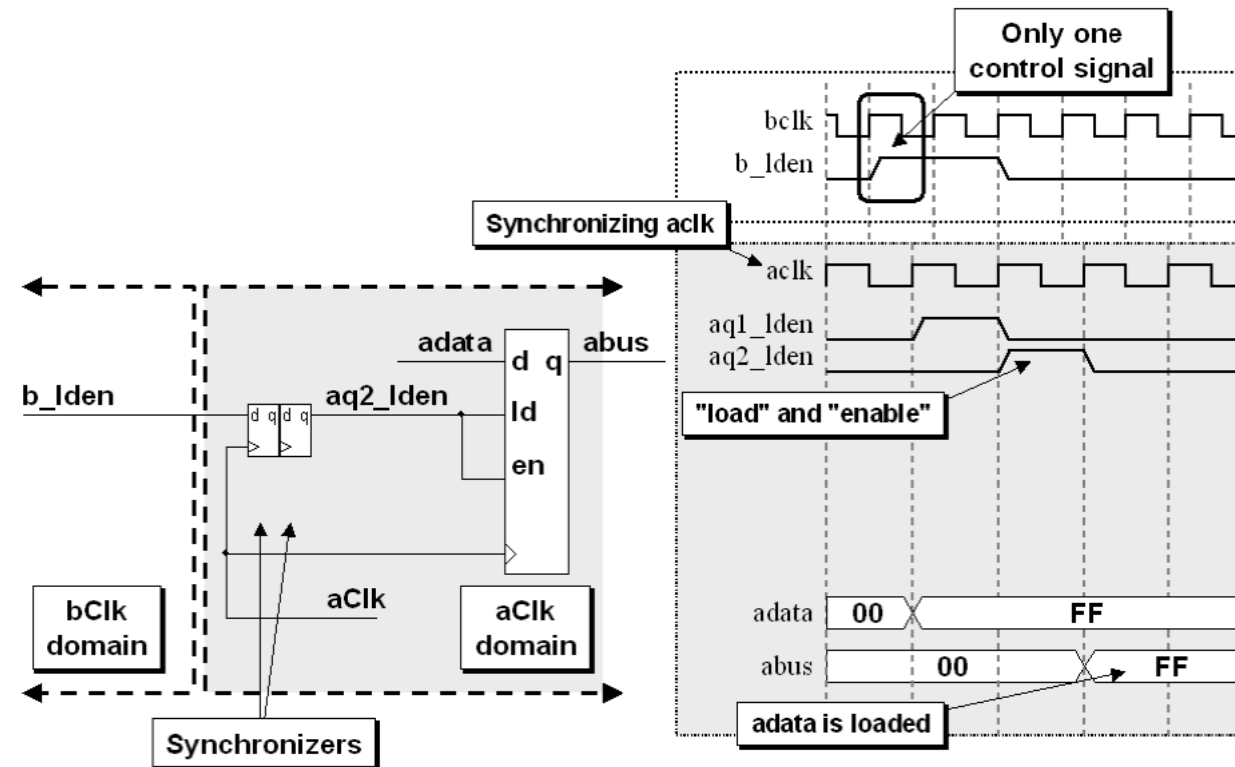 Only one
control signal
bclk
b_lden
Synchronizing aclk
aclk
aq1_lden
aq2_lden
"load" and "enable"
adata
abus
d q
b_lden
d q d q
aq2_lden
ld
en
aClk
bClk
domain
aClk
domain
Synchronizers
adata
00
FF
abus
00
FF
adata is loaded